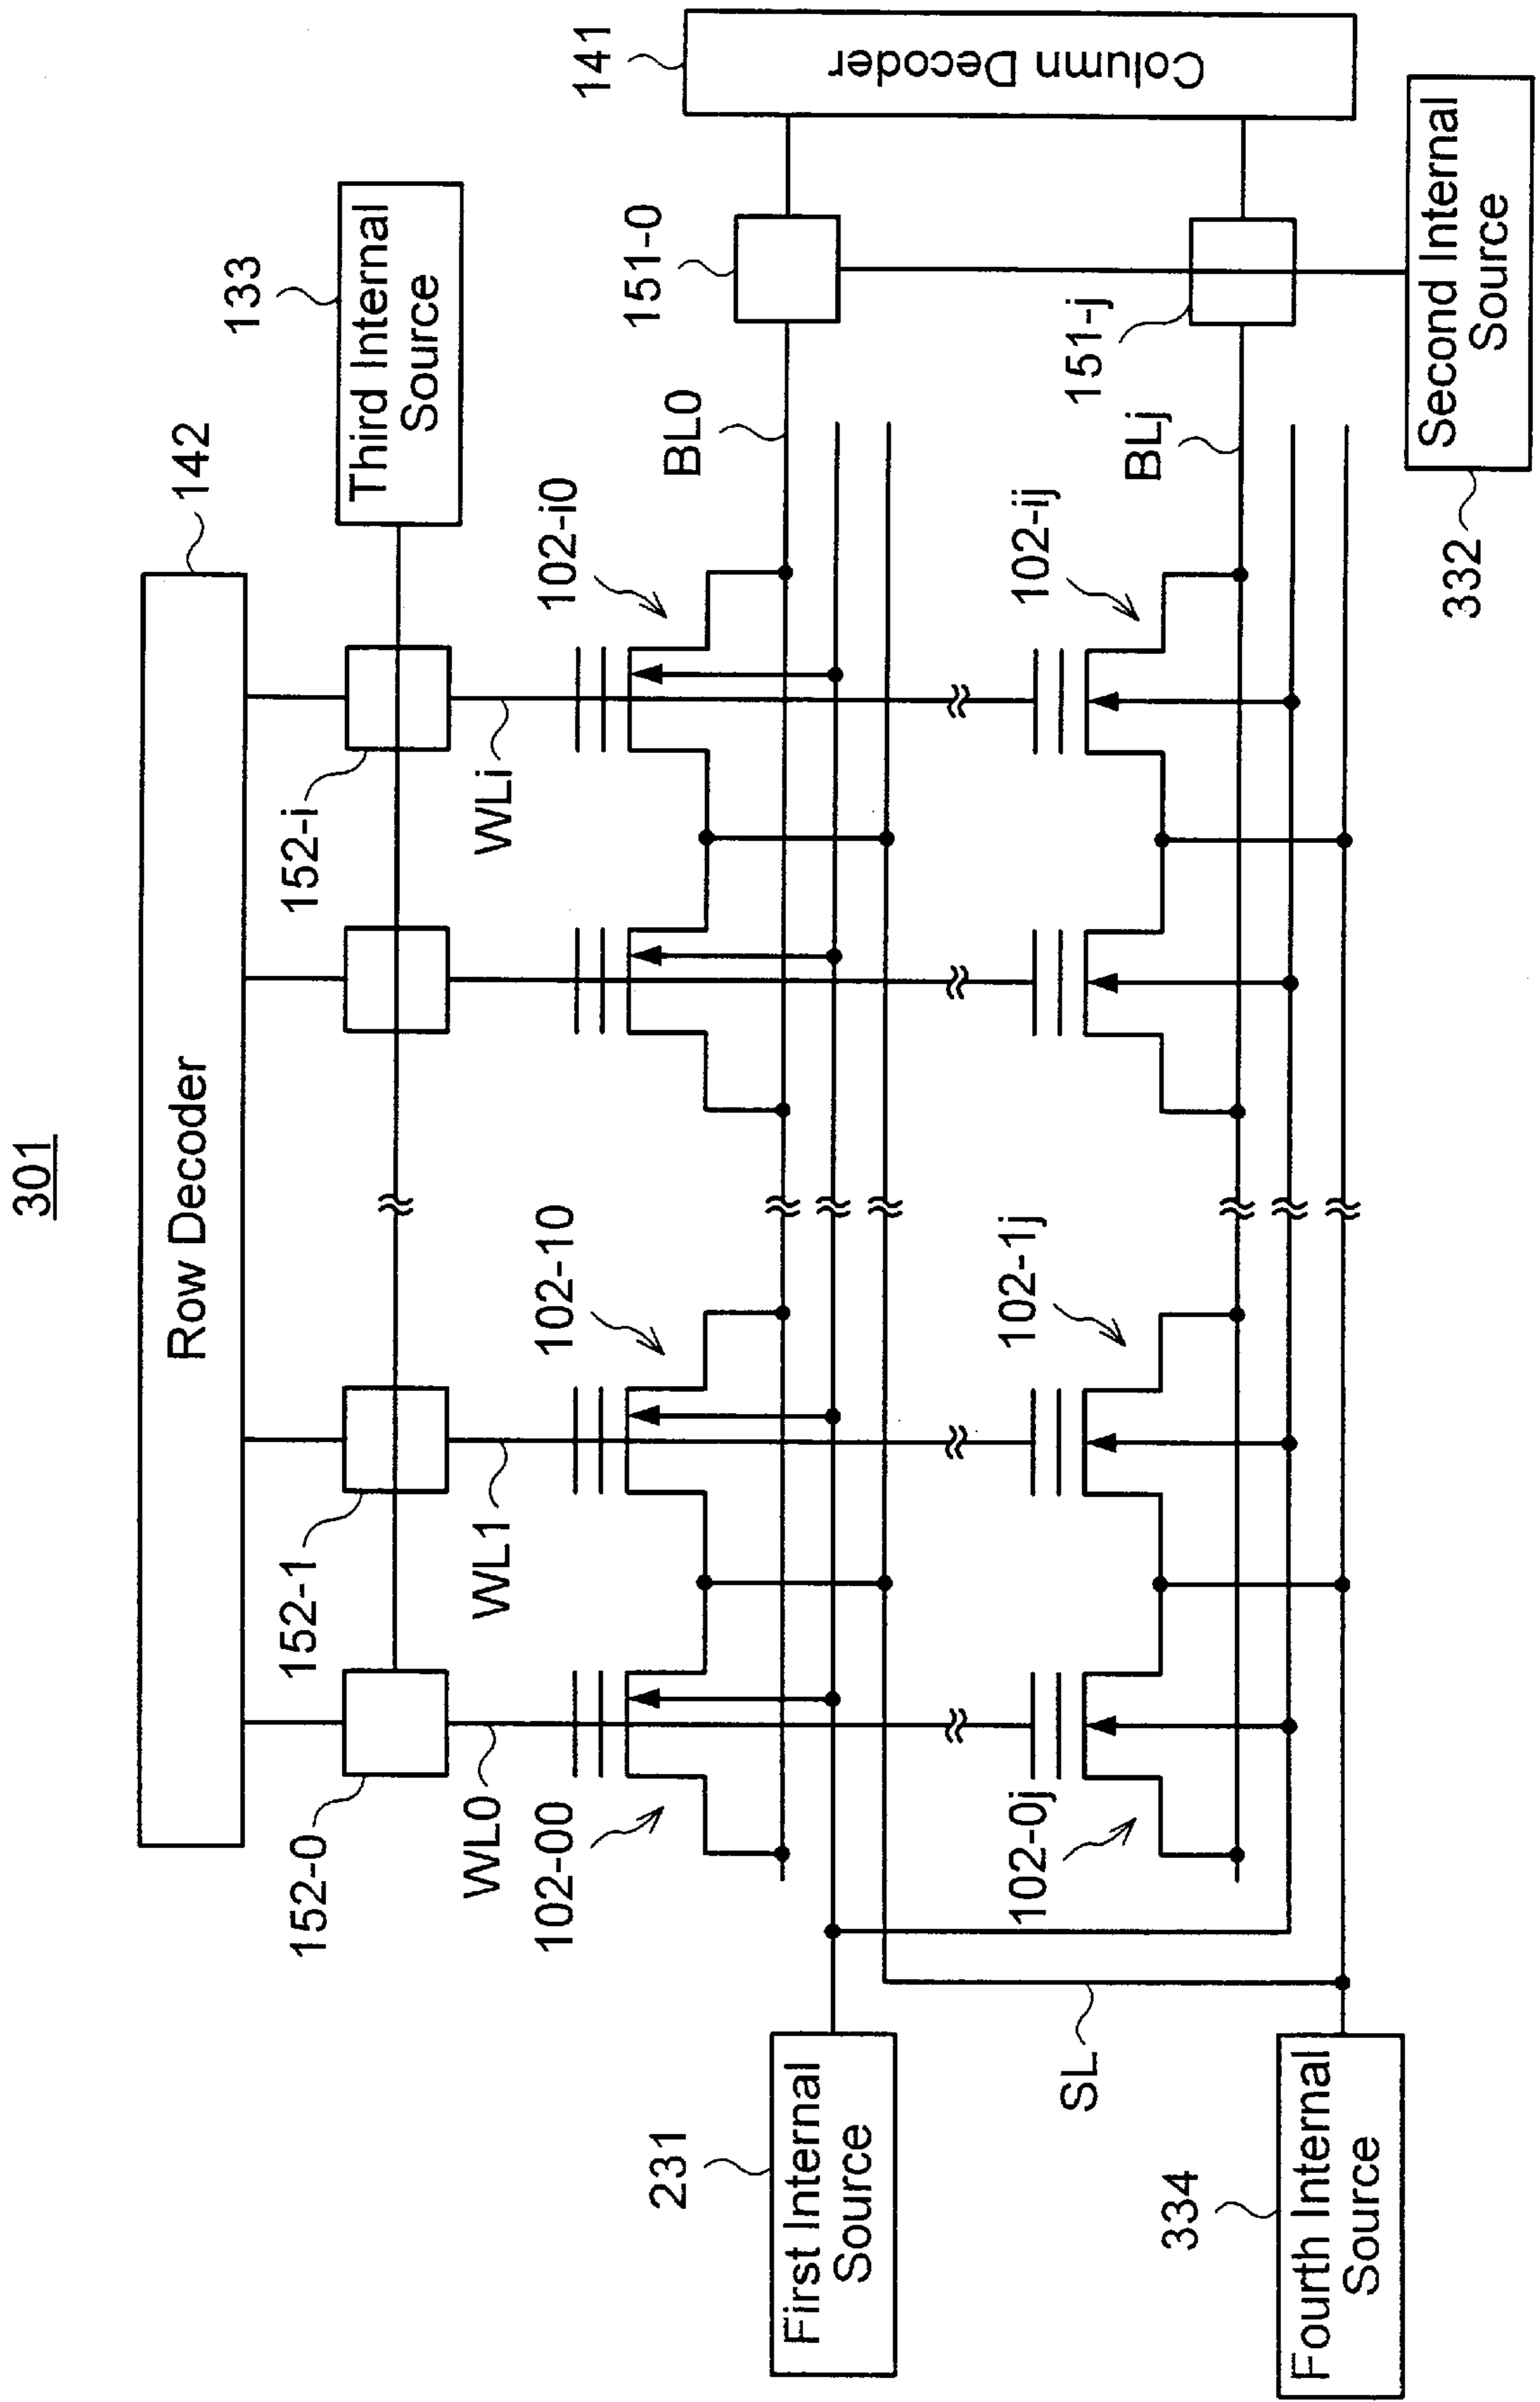 301
Row Decoder
142
Third Internal
Source
133
152-0
152-1
152-i
WL0
WL1
WLi
102-00
102-10
102-i0
BL0
151-0
141
Column Decoder
First Internal
Source
231
SL
102-0j
102-1j
102-ij
BLj
151-j
Fourth Internal
Source
334
Second Internal
Source
332